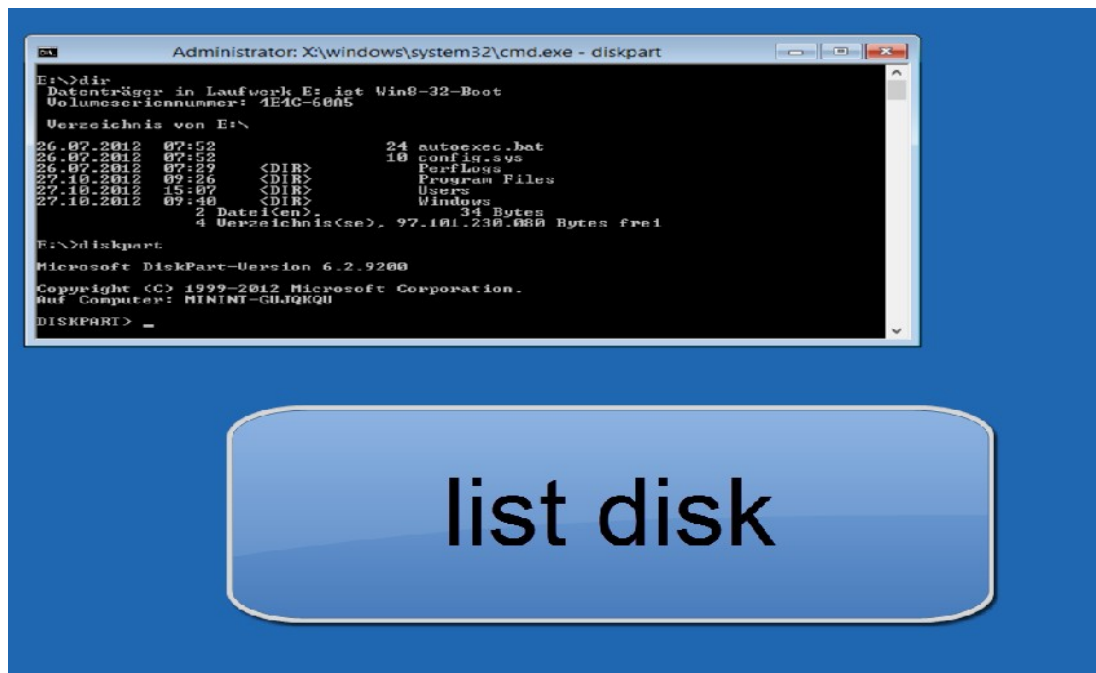 Administrator: X:\windows\system32\cmd.exe - diskpart
E:\>dir
Datenträger in Laufwerk E: ist Win8-32-Boot
Volumeseriennummer: 1E4C-60A5
Verzeichnis von E:\
26.07.2012 07:52 24 autoexec.bat
26.07.2012 07:52 10 config.sys
26.07.2012 07:29 <DIR> PerfLogs
27.10.2012 09:26 <DIR> Program Files
27.10.2012 15:07 <DIR> Users
27.10.2012 09:40 <DIR> Windows
2 Datei(en), 34 Bytes
4 Verzeichnis(se), 97.101.230.080 Bytes frei
E:\>diskpart
Microsoft DiskPart-Version 6.2.9200
Copyright (C) 1999-2012 Microsoft Corporation.
Auf Computer: MININT-GUJQKQU
DISKPART> _
list disk